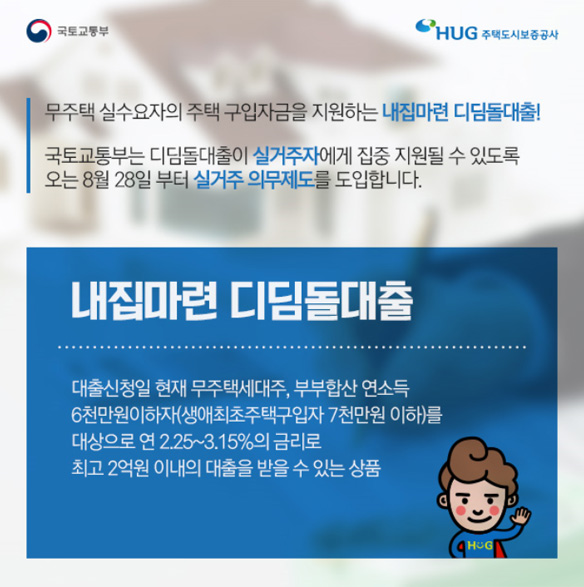 국토교통부
HUG 주택도시보증공사
무주택 실수요자의 주택 구입자금을 지원하는 내집마련 디딤돌대출!
국토교통부는 디딤돌대출이 실거주자에게 집중 지원될 수 있도록
오는 8월 28일 부터 실거주 의무제도를 도입합니다.
내집마련 디딤돌대출
대출신청일 현재 무주택세대주, 부부합산 연소득
6천만원이하자(생애최초주택구입자 7천만원 이하)를
대상으로 연 2.25~3.15%의 금리로
최고 2억원 이내의 대출을 받을 수 있는 상품
HUG